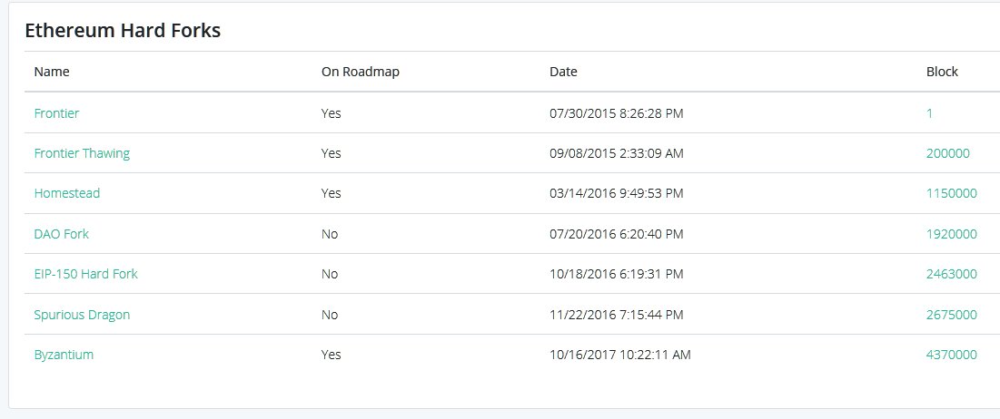 Ethereum Hard Forks
Name On Roadmap Date Block
Frontier Yes 07/30/2015 8:26:28 PM 1
Frontier Thawing Yes 09/08/2015 2:33:09 AM 200000
Homestead Yes 03/14/2016 9:49:53 PM 1150000
DAO Fork No 07/20/2016 6:20:40 PM 1920000
EIP-150 Hard Fork No 10/18/2016 6:19:31 PM 2463000
Spurious Dragon No 11/22/2016 7:15:44 PM 2675000
Byzantium Yes 10/16/2017 10:22:11 AM 4370000